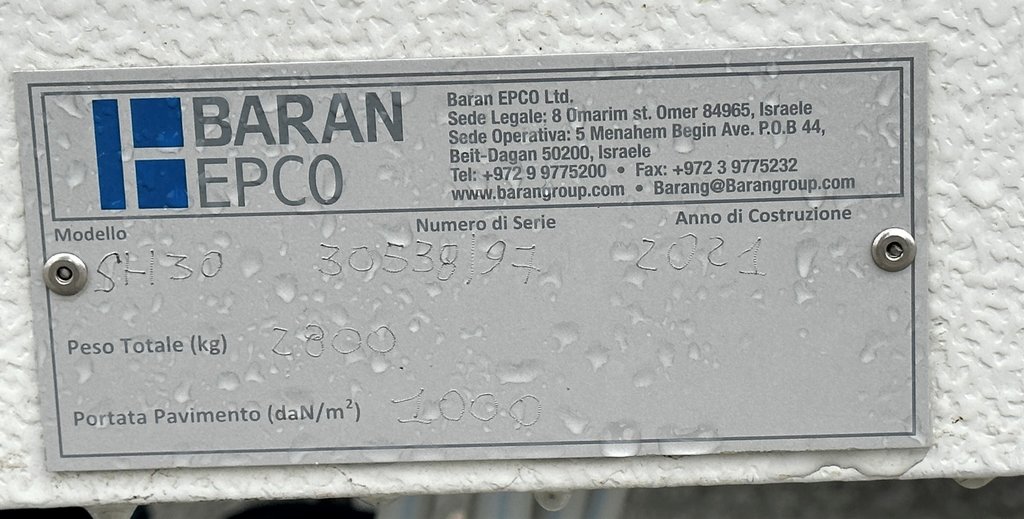 BARAN
EPCO
Baran EPCO Ltd.
Sede Legale: 8 Omarim st. Omer 84965, Israele
Sede Operativa: 5 Menahem Begin Ave. P.O.B 44,
Beit-Dagan 50200, Israele
Tel: +972 9 9775200 • Fax: +972 3 9775232
www.barangroup.com • Barang@Barangroup.com
Modello Numero di Serie Anno di Costruzione
SH30 30538/97 2021
Peso Totale (kg) 2800
Portata Pavimento (daN/m²) 1000